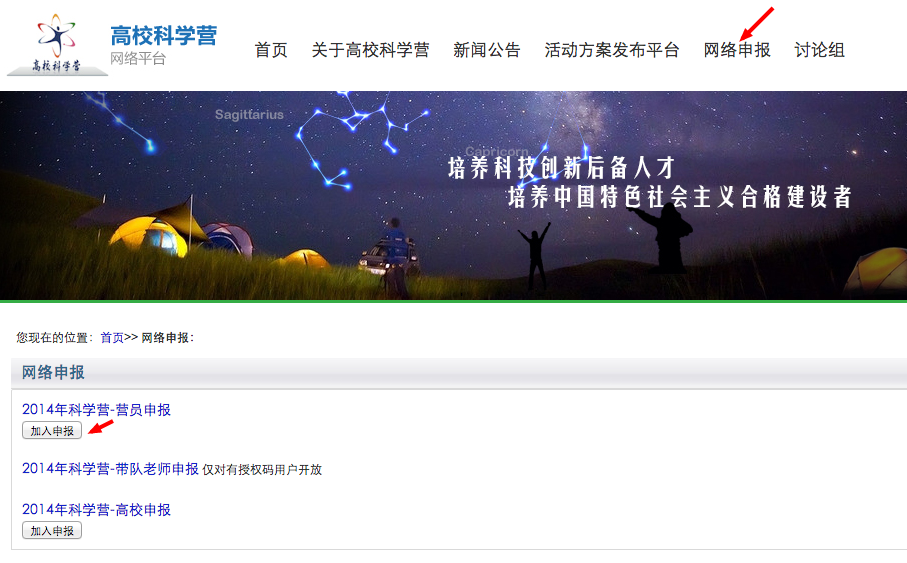 高校科学营
高校科学营
网络平台
首页 关于高校科学营 新闻公告 活动方案发布平台 网络申报 讨论组
Sagittarius
Capricorn
培养科技创新后备人才
培养中国特色社会主义合格建设者
您现在的位置：首页>> 网络申报：
网络申报
2014年科学营-营员申报
加入申报
2014年科学营-带队老师申报 仅对有授权码用户开放
2014年科学营-高校申报
加入申报